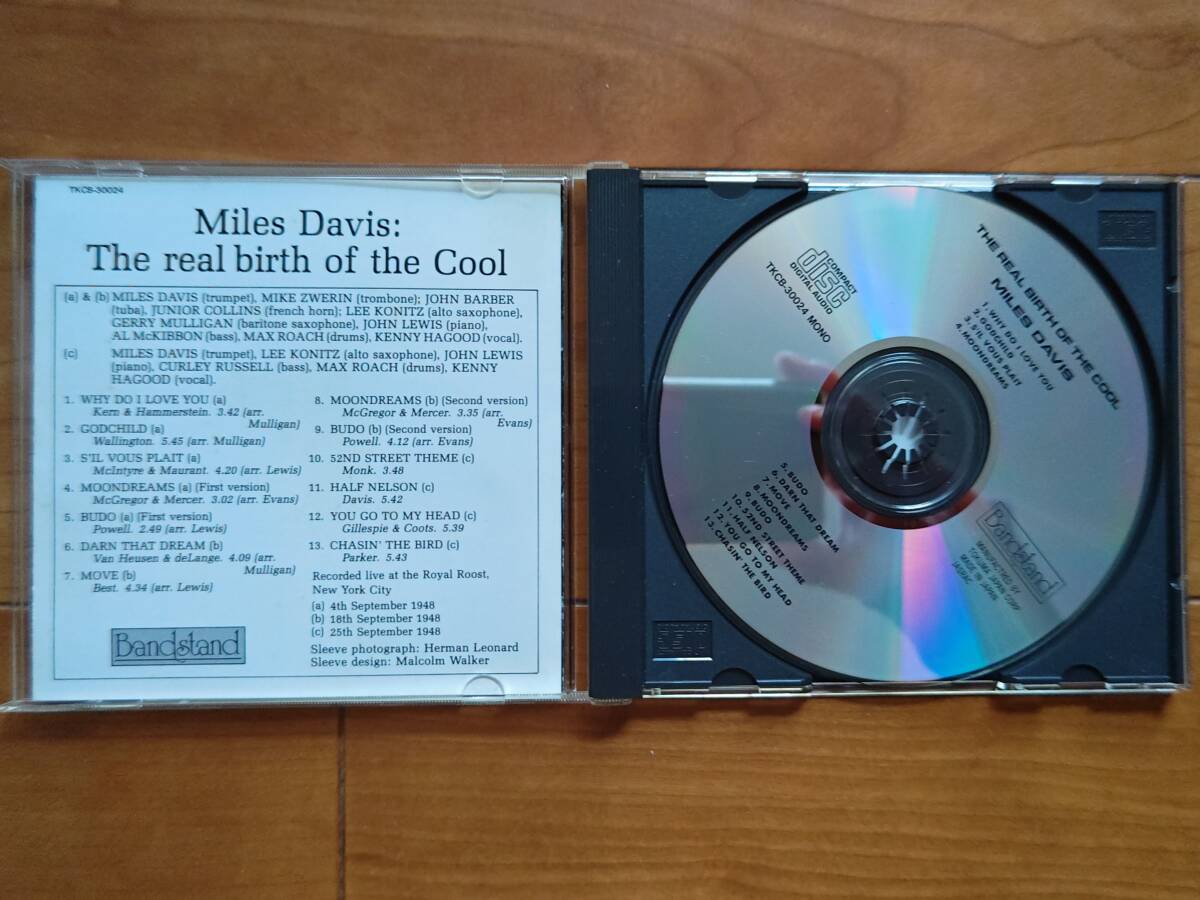 TKCB-30024
Miles Davis:
The real birth of the Cool
(a) & (b) MILES DAVIS (trumpet), MIKE ZWERIN (trombone); JOHN BARBER
(tuba), JUNIOR COLLINS (french horn); LEE KONITZ (alto saxophone),
GERRY MULLIGAN (baritone saxophone), JOHN LEWIS (piano),
AL McKIBBON (bass), MAX ROACH (drums), KENNY HAGOOD (vocal).
(c) MILES DAVIS (trumpet), LEE KONITZ (alto saxophone), JOHN LEWIS
(piano), CURLEY RUSSELL (bass), MAX ROACH (drums), KENNY
HAGOOD (vocal).
1. WHY DO I LOVE YOU (a)
Kern & Hammerstein. 3.42 (arr.
Mulligan)
2. GODCHILD (a)
Wallington. 5.45 (arr. Mulligan)
3. S'IL VOUS PLAIT (a)
McIntyre & Maurant. 4.20 (arr. Lewis)
4. MOONDREAMS (a) (First version)
McGregor & Mercer. 3.02 (arr. Evans)
5. BUDO (a) (First version)
Powell. 2.49 (arr. Lewis)
6. DARN THAT DREAM (b)
Van Heusen & deLange. 4.09 (arr.
Mulligan)
7. MOVE (b)
Best. 4.34 (arr. Lewis)
8. MOONDREAMS (b) (Second version)
McGregor & Mercer. 3.35 (arr.
Evans)
9. BUDO (b) (Second version)
Powell. 4.12 (arr. Evans)
10. 52ND STREET THEME (c)
Monk. 3.48
11. HALF NELSON (c)
Davis. 5.42
12. YOU GO TO MY HEAD (c)
Gillespie & Coots. 5.39
13. CHASIN' THE BIRD (c)
Parker. 5.43
Recorded live at the Royal Roost,
New York City
(a) 4th September 1948
(b) 18th September 1948
(c) 25th September 1948
Sleeve photograph: Herman Leonard
Sleeve design: Malcolm Walker
Bandstand
COMPACT
disc
DIGITAL AUDIO
TKCB-30024 MONO
THE REAL BIRTH OF THE COOL
MILES DAVIS
1. WHY DO I LOVE YOU
2. GODCHILD
3. S'IL VOUS PLAIT
4. MOONDREAMS
5. BUDO
6. DARN THAT DREAM
7. MOVE
8. MOONDREAMS
9. BUDO
10. 52ND STREET THEME
11. HALF NELSON
12. YOU GO TO MY HEAD
13. CHASIN' THE BIRD
Bandstand
MANUFACTURED BY
TOKUMA JAPAN CORP.
MADE IN JAPAN
JASRAC